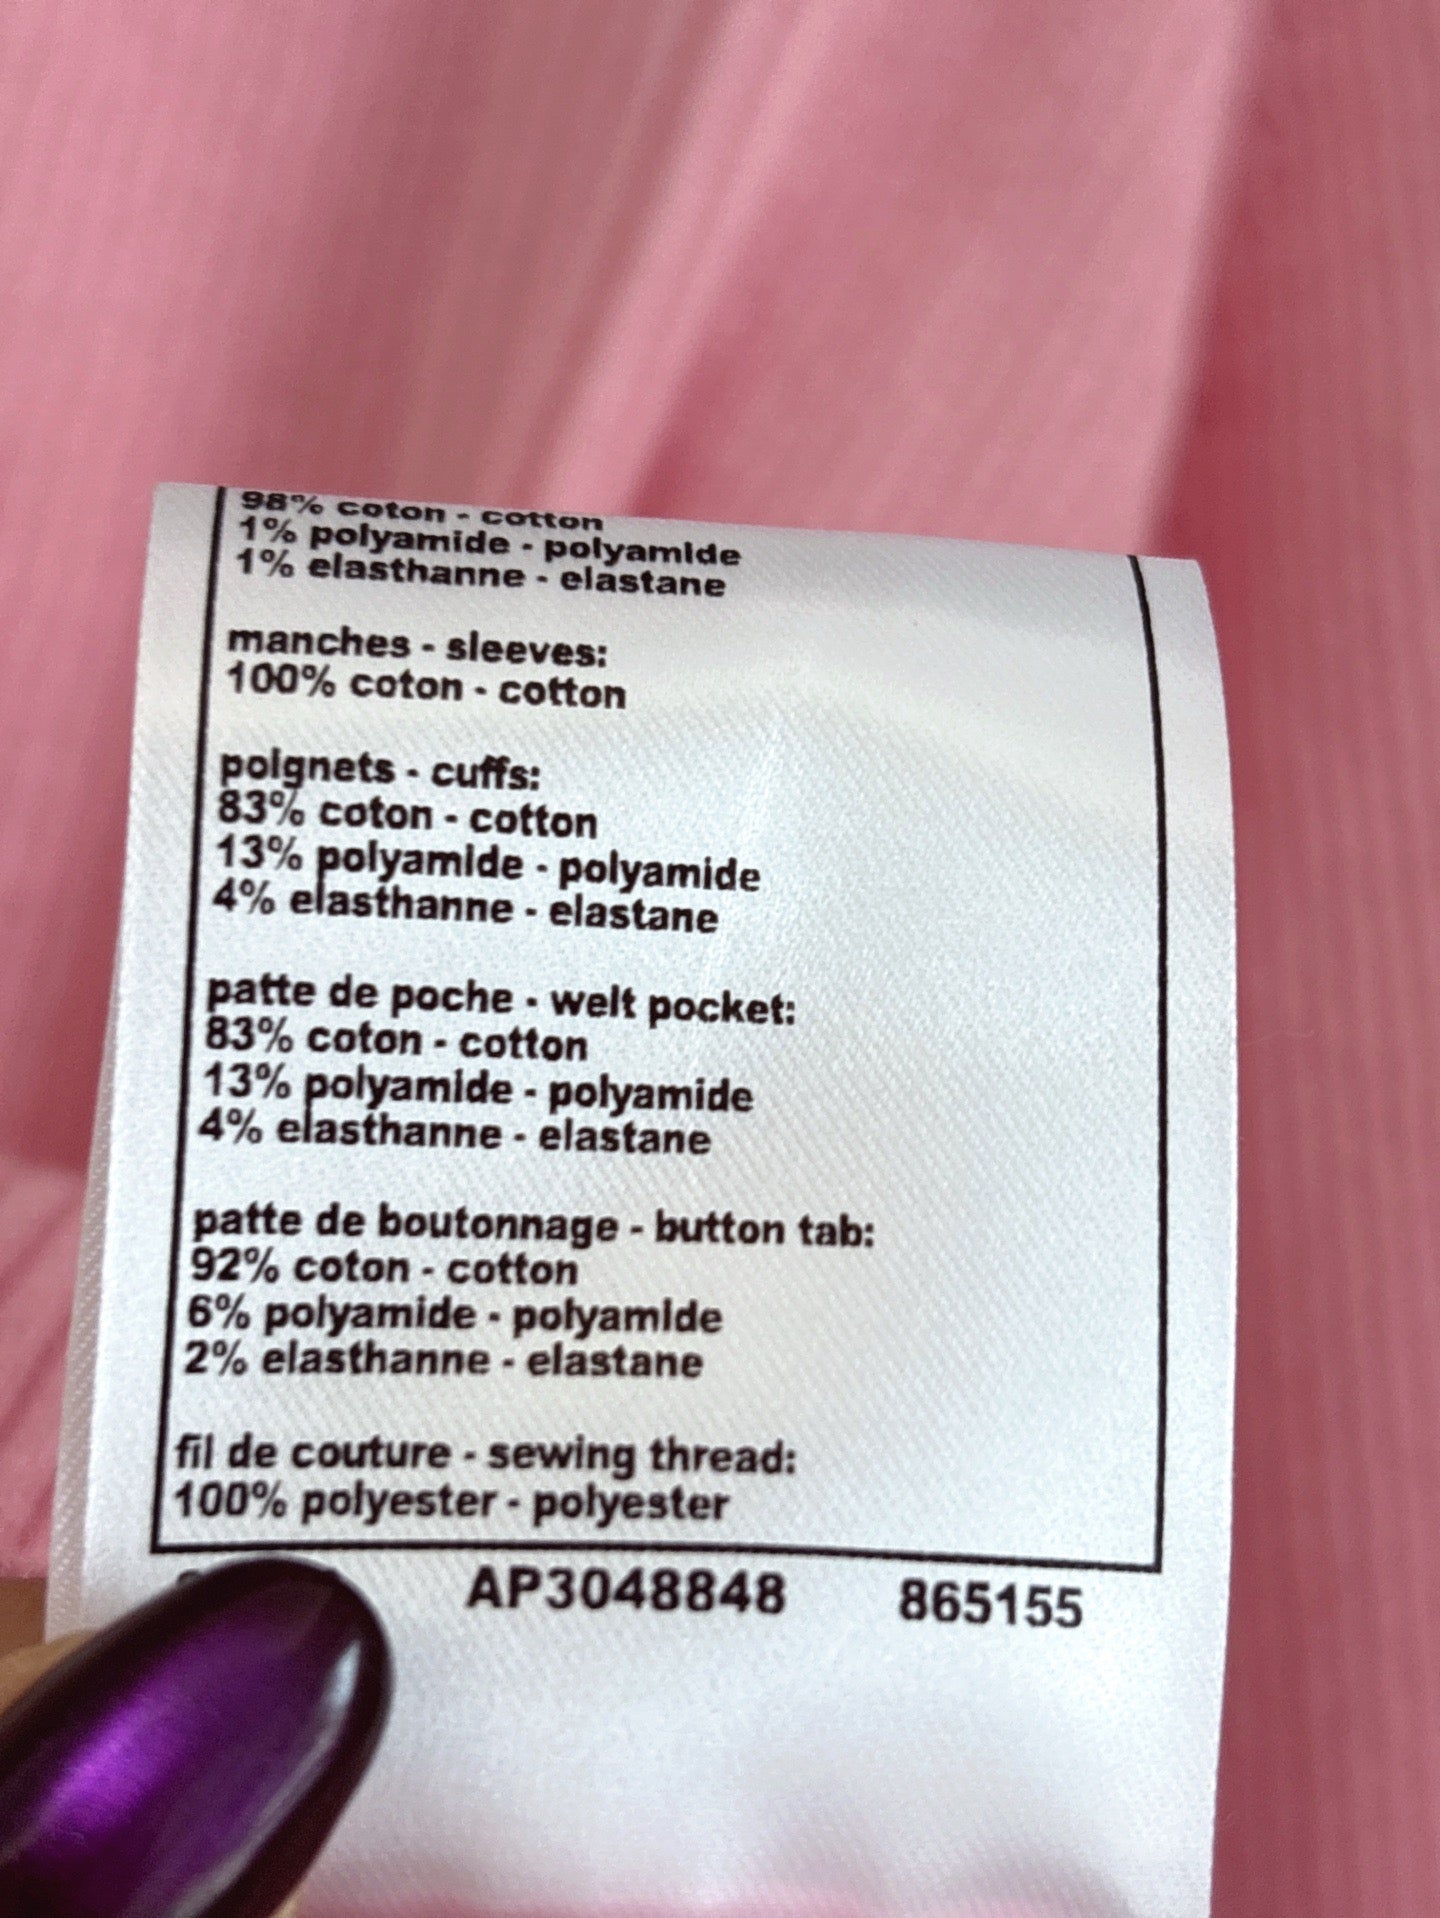 98% coton - cotton
1% polyamide - polyamide
1% elasthanne - elastane
manches - sleeves:
100% coton - cotton
poignets - cuffs:
83% coton - cotton
13% polyamide - polyamide
4% elasthanne - elastane
patte de poche - welt pocket:
83% coton - cotton
13% polyamide - polyamide
4% elasthanne - elastane
patte de boutonnage - button tab:
92% coton - cotton
6% polyamide - polyamide
2% elasthanne - elastane
fil de couture - sewing thread:
100% polyester - polyester
AP3048848 865155